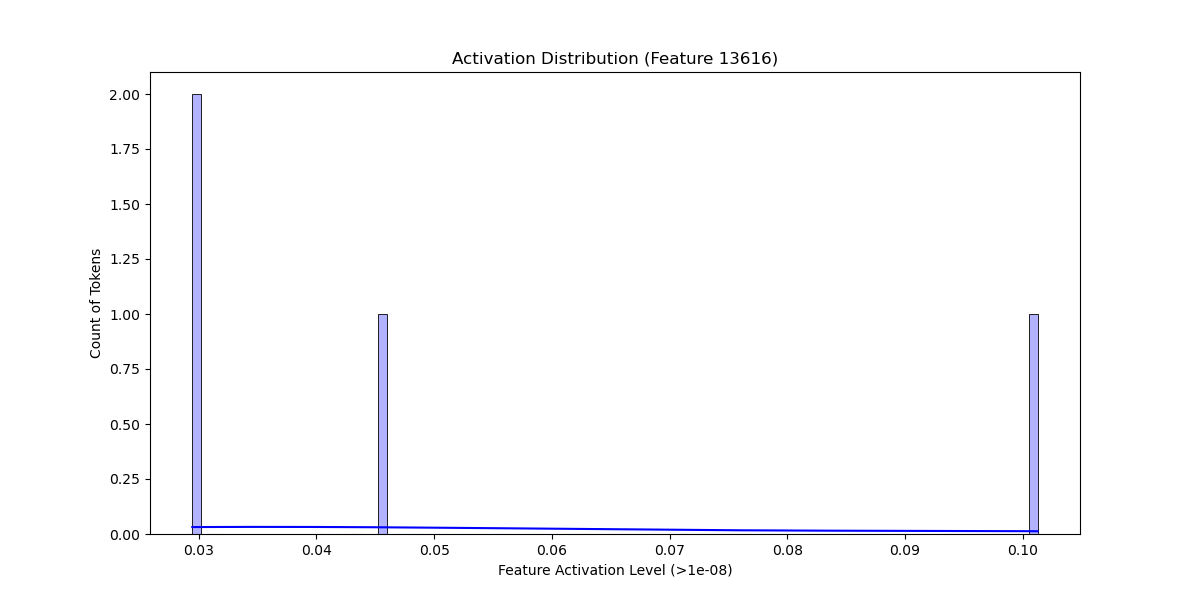 Activation Distribution (Feature 13616)
2.00
1.75
1.50
1.25
1.00
0.75
0.50
0.25
0.00
Count of Tokens
0.03 0.04 0.05 0.06 0.07 0.08 0.09 0.10
Feature Activation Level (>1e-08)